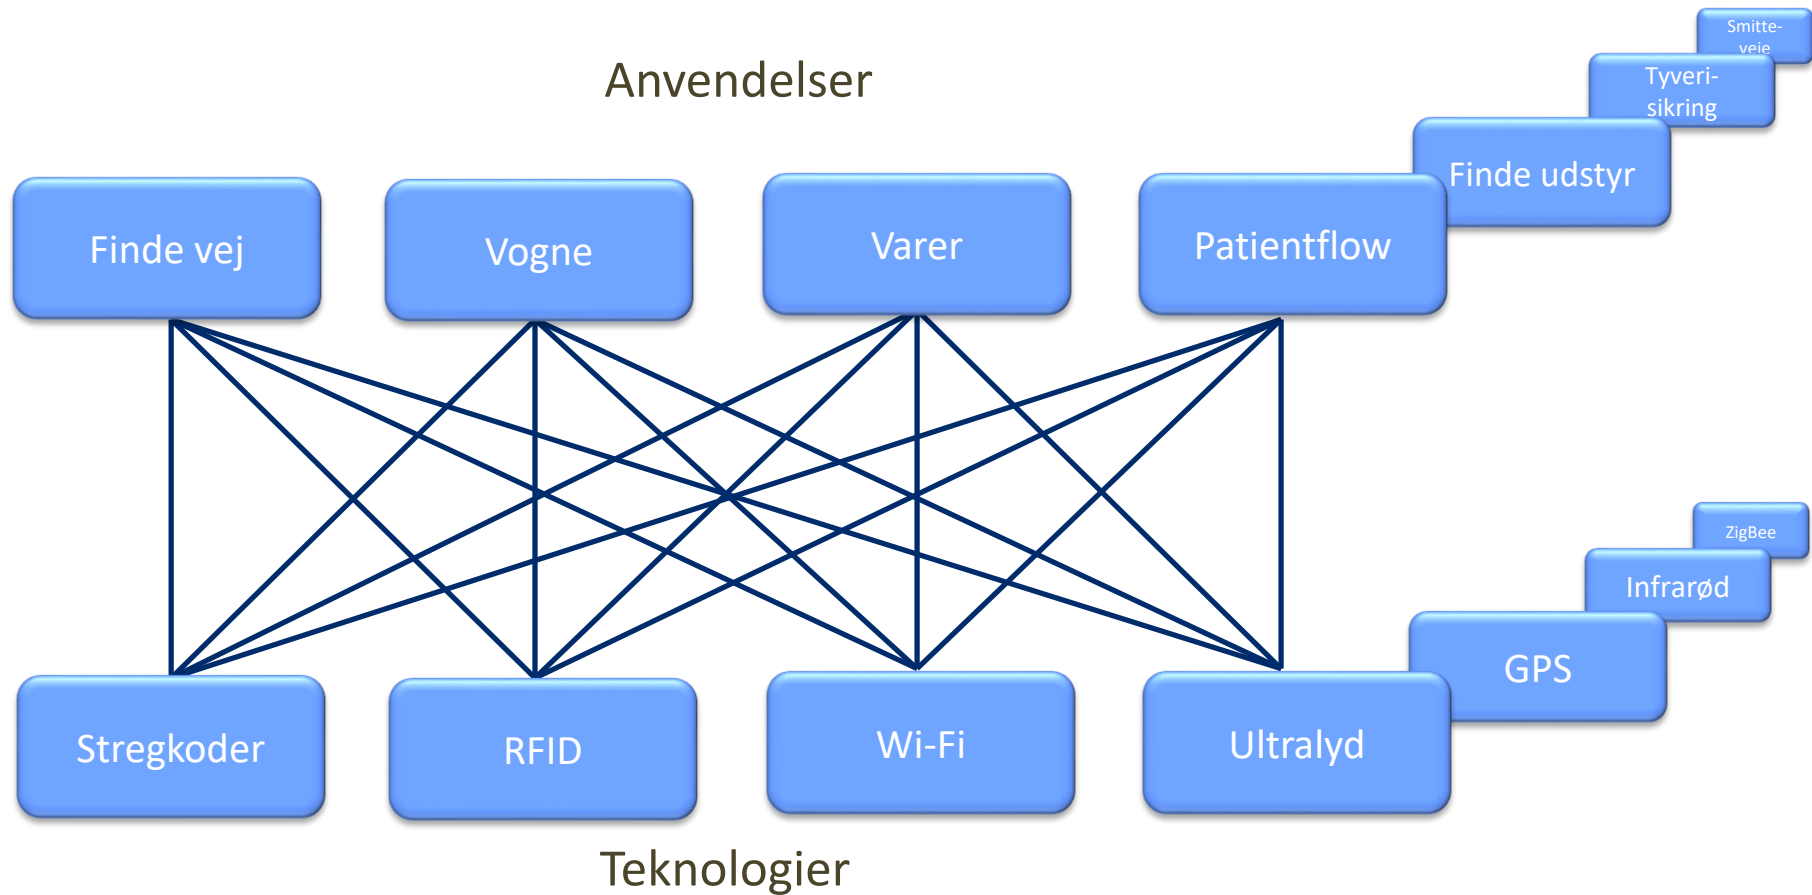 Anvendelser
Smitte-
veje
Tyveri-
sikring
Finde udstyr
Finde vej
Vogne
Varer
Patientflow
ZigBee
Infrarød
GPS
Stregkoder
RFID
Wi-Fi
Ultralyd
Teknologier